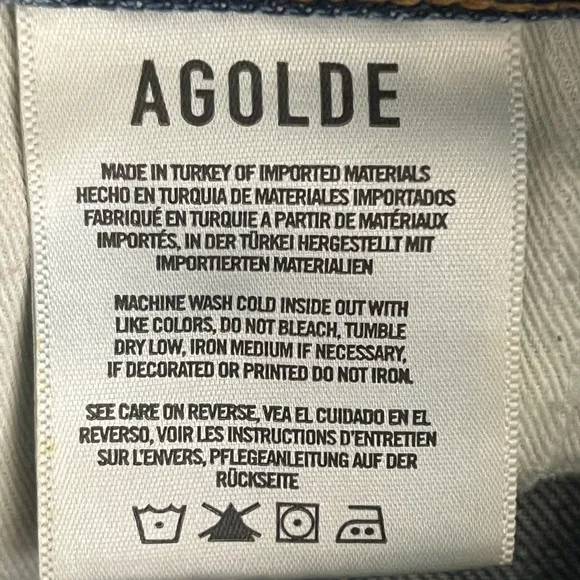 AGOLDE
MADE IN TURKEY OF IMPORTED MATERIALS
HECHO EN TURQUIA DE MATERIALES IMPORTADOS
FABRIQUÉ EN TURQUIE A PARTIR DE MATÉRIAUX
IMPORTÉS, IN DER TÜRKEI HERGESTELLT MIT
IMPORTIERTEN MATERIALIEN
MACHINE WASH COLD INSIDE OUT WITH
LIKE COLORS, DO NOT BLEACH, TUMBLE
DRY LOW, IRON MEDIUM IF NECESSARY,
IF DECORATED OR PRINTED DO NOT IRON.
SEE CARE ON REVERSE, VEA EL CUIDADO EN EL
REVERSO, VOIR LES INSTRUCTIONS D'ENTRETIEN
SUR L'ENVERS, PFLEGEANLEITUNG AUF DER
RÜCKSEITE